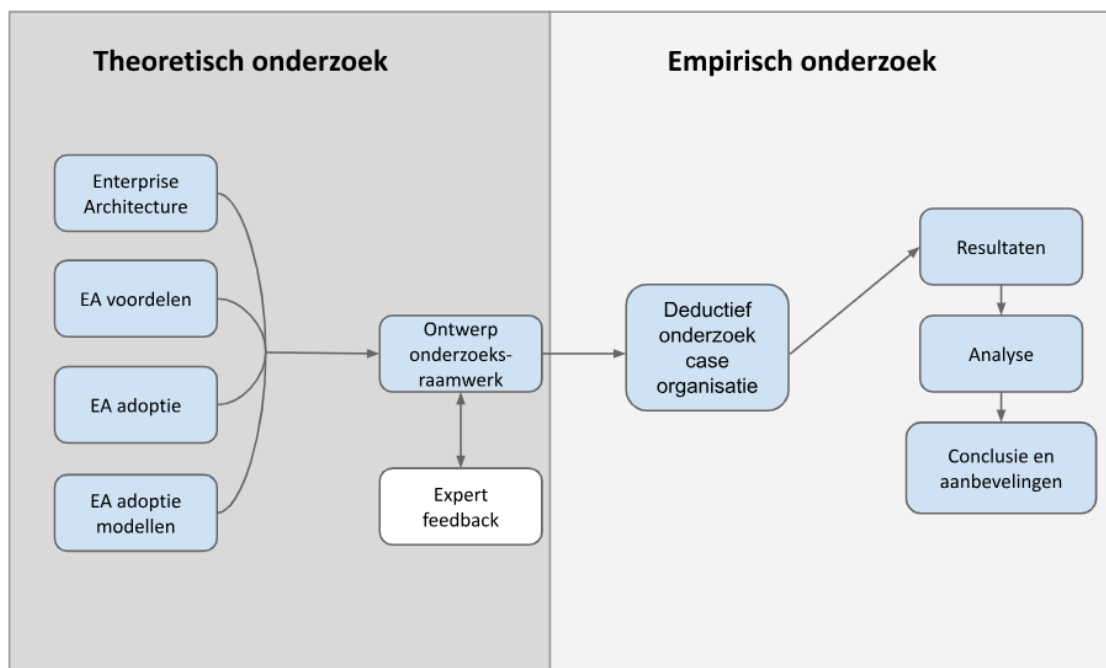 Theoretisch onderzoek
Enterprise
Architecture
EA voordelen
EA adoptie
EA adoptie
modellen
Ontwerp
onderzoeks-
raamwerk
Expert
feedback
Empirisch onderzoek
Deductief
onderzoek
case
organisatie
Resultaten
Analyse
Conclusie en
aanbevelingen